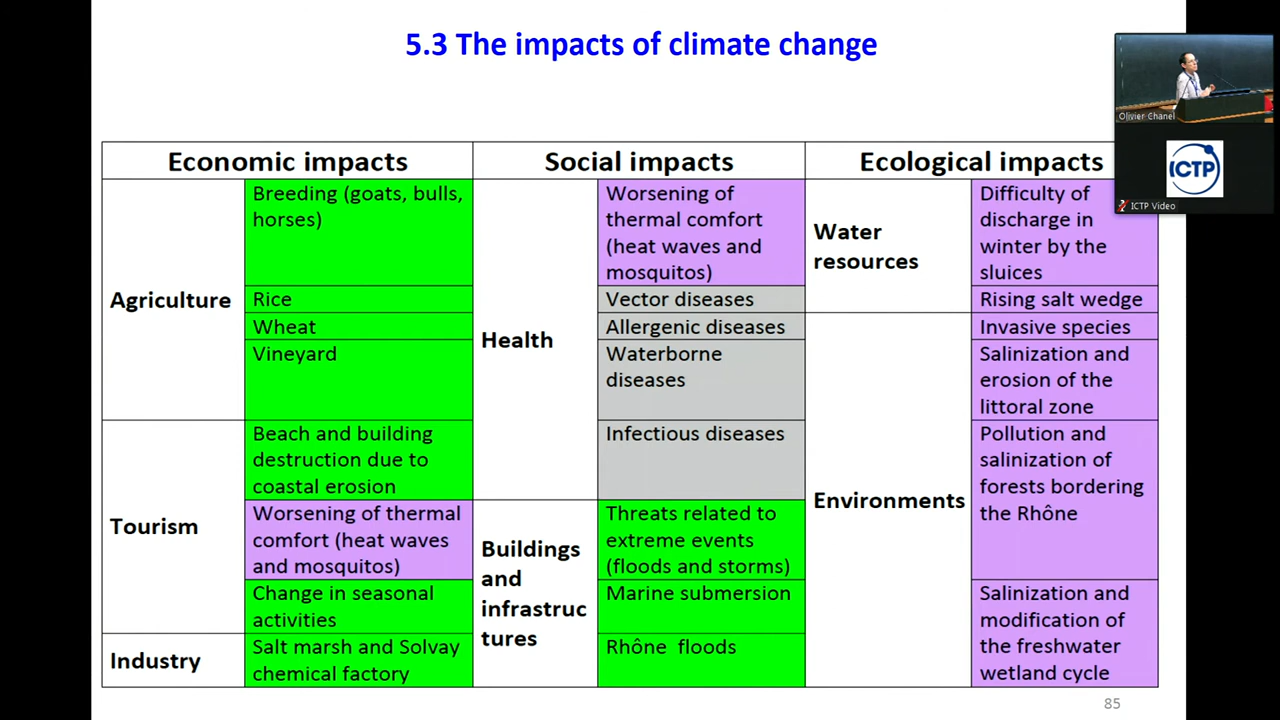 5.3 The impacts of climate change
Olivier Chanel
ICTP
ICTP Video
Economic impacts
Social impacts
Ecological impacts
Agriculture
Breeding (goats, bulls,
horses)
Rice
Wheat
Vineyard
Tourism
Beach and building
destruction due to
coastal erosion
Worsening of thermal
comfort (heat waves
and mosquitos)
Change in seasonal
activities
Industry
Salt marsh and Solvay
chemical factory
Health
Worsening of
thermal comfort
(heat waves and
mosquitos)
Vector diseases
Allergenic diseases
Waterborne
diseases
Infectious diseases
Buildings
and
infrastruc
tures
Threats related to
extreme events
(floods and storms)
Marine submersion
Rhône floods
Water
resources
Difficulty of
discharge in
winter by the
sluices
Rising salt wedge
Environments
Invasive species
Salinization and
erosion of the
littoral zone
Pollution and
salinization of
forests bordering
the Rhône
Salinization and
modification of
the freshwater
wetland cycle
85